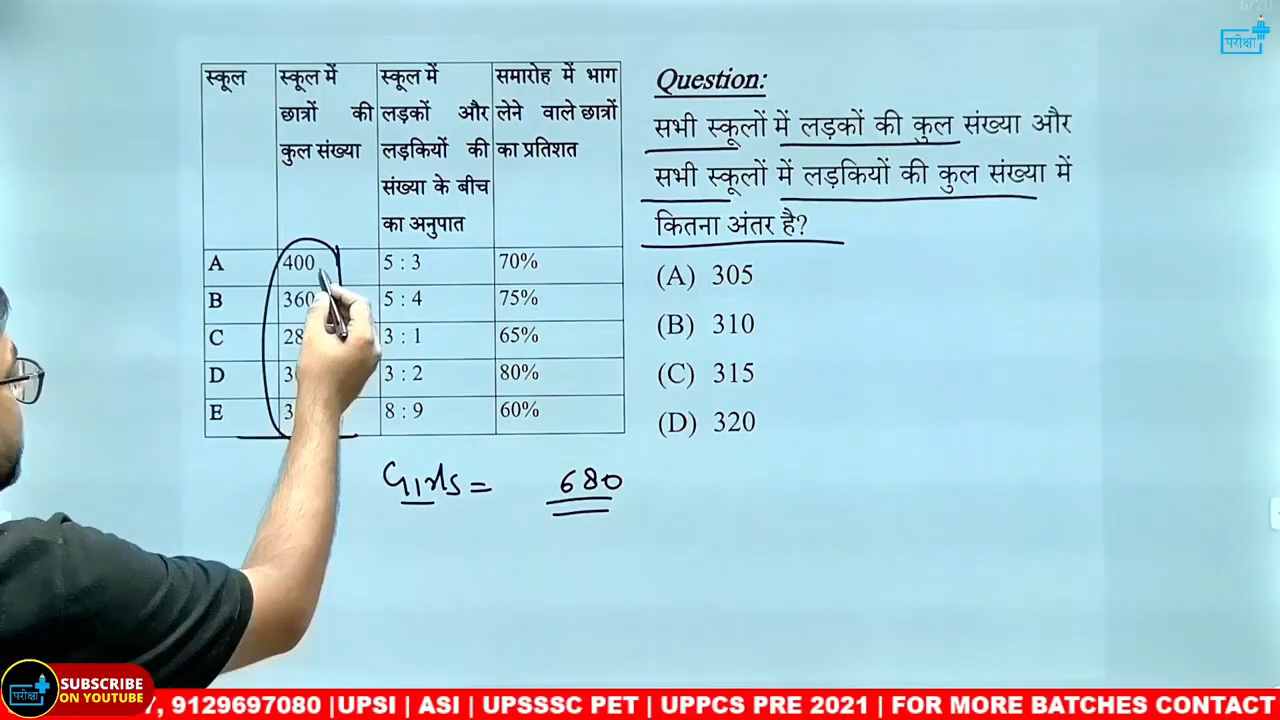 परीक्षा
स्कूल
स्कूल में छात्रों की कुल संख्या
स्कूल में लड़कों और लड़कियों की संख्या के बीच का अनुपात
समारोह में भाग लेने वाले छात्रों का प्रतिशत
A 400 5 : 3 70%
B 360 5 : 4 75%
C 3 : 1 65%
D 3 : 2 80%
E 8 : 9 60%
Girls = 680
Question:
सभी स्कूलों में लड़कों की कुल संख्या और
सभी स्कूलों में लड़कियों की कुल संख्या में
कितना अंतर है?
(A) 305
(B) 310
(C) 315
(D) 320
परीक्षा
SUBSCRIBE
ON YOUTUBE
7, 9129697080 |UPSI | ASI | UPSSSC PET | UPPCS PRE 2021 | FOR MORE BATCHES CONTACT